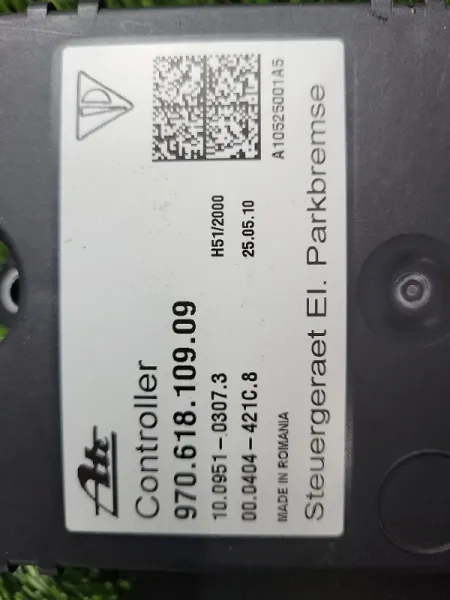 Ate
Controller
970.618.109.09
10.0951-0307.3 H51/2000
00.0404-421C.8 25.05.10
MADE IN ROMANIA
Steuergeraet El. Parkbremse
A10525001A5